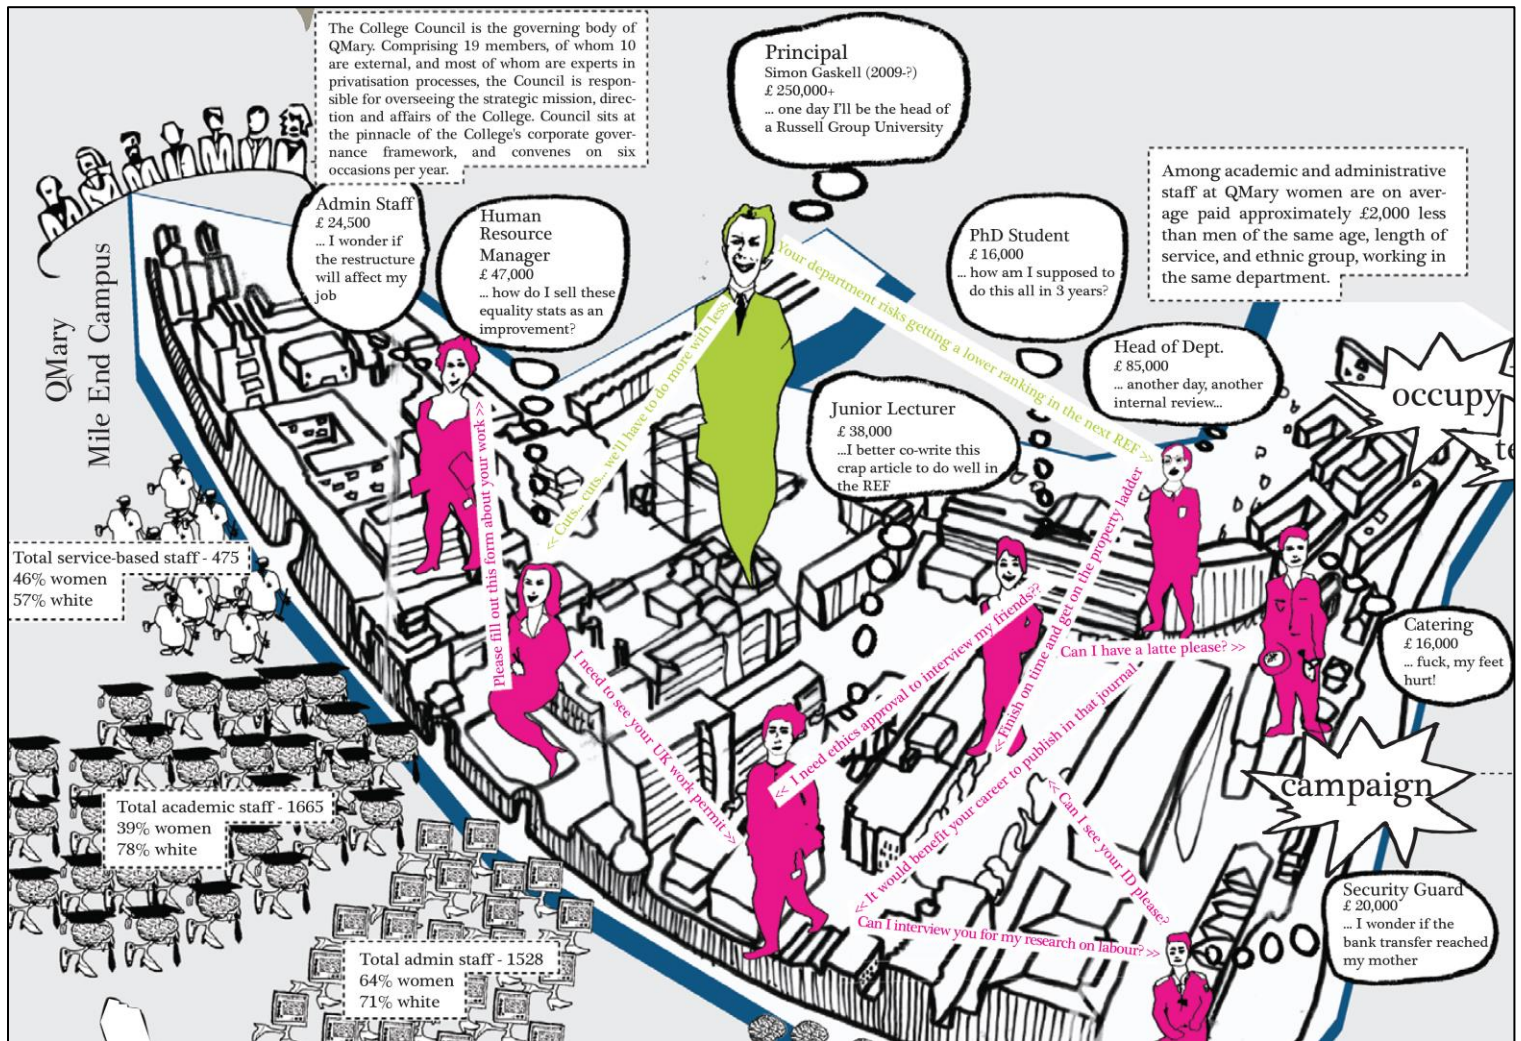 The College Council is the governing body of
QMary. Comprising 19 members, of whom 10
are external, and most of whom are experts in
privatisation processes, the Council is respon-
sible for overseeing the strategic mission, direc-
tion and affairs of the College. Council sits at
the pinnacle of the College's corporate gover-
nance framework, and convenes on six
occasions per year.
Principal
Simon Gaskell (2009-?)
£ 250,000+
... one day I'll be the head of
a Russell Group University
Among academic and administrative
staff at QMary women are on aver-
age paid approximately £2,000 less
than men of the same age, length of
service, and ethnic group, working in
the same department.
Admin Staff
£ 24,500
... I wonder if
the restructure
will affect my
job
Human
Resource
Manager
£ 47,000
... how do I sell these
equality stats as an
improvement?
PhD Student
£ 16,000
... how am I supposed to
do this all in 3 years?
Head of Dept.
£ 85,000
... another day, another
internal review...
Junior Lecturer
£ 38,000
...I better co-write this
crap article to do well in
the REF
QMary
Mile End Campus
Your department risks getting a lower ranking in the next REF >>
<< Cuts... cuts... we'll have to do more with less!
Please fill out this form about your work >>
occupy
te
Total service-based staff - 475
46% women
57% white
<< Finish on time and get on the property ladder
<< I need ethics approval to interview my friends??
Can I have a latte please? >>
I need to see your UK work permit >>
<< It would benefit your career to publish in that journal
<< Can I see your ID please?
Can I interview you for my research on labour? >>
Catering
£ 16,000
... fuck, my feet
hurt!
campaign
Total academic staff - 1665
39% women
78% white
Security Guard
£ 20,000
... I wonder if the
bank transfer reached
my mother
Total admin staff - 1528
64% women
71% white